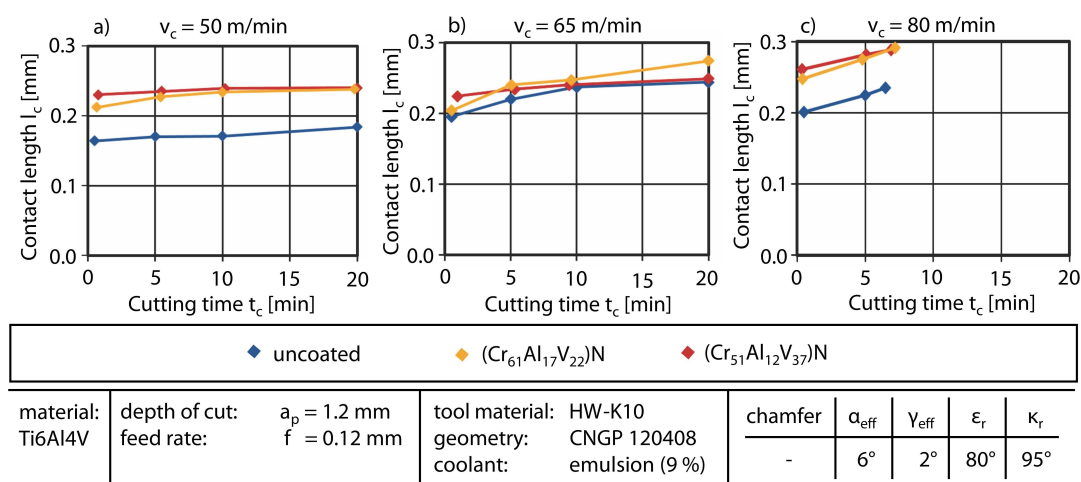 a) v_c = 50 m/min
Contact length l_c [mm]
0.3
0.2
0.1
0.0
0 5 10 15 20
Cutting time t_c [min]
b) v_c = 65 m/min
Contact length l_c [mm]
0.3
0.2
0.1
0.0
0 5 10 15 20
Cutting time t_c [min]
c) v_c = 80 m/min
Contact length l_c [mm]
0.3
0.2
0.1
0.0
0 5 10 15 20
Cutting time t_c [min]
uncoated (Cr₆₁Al₁₇V₂₂)N (Cr₅₁Al₁₂V₃₇)N
material:
Ti6Al4V
depth of cut: a_p = 1.2 mm
feed rate: f = 0.12 mm
tool material: HW-K10
geometry: CNGP 120408
coolant: emulsion (9 %)
chamfer α_eff γ_eff ε_r κ_r
- 6° 2° 80° 95°